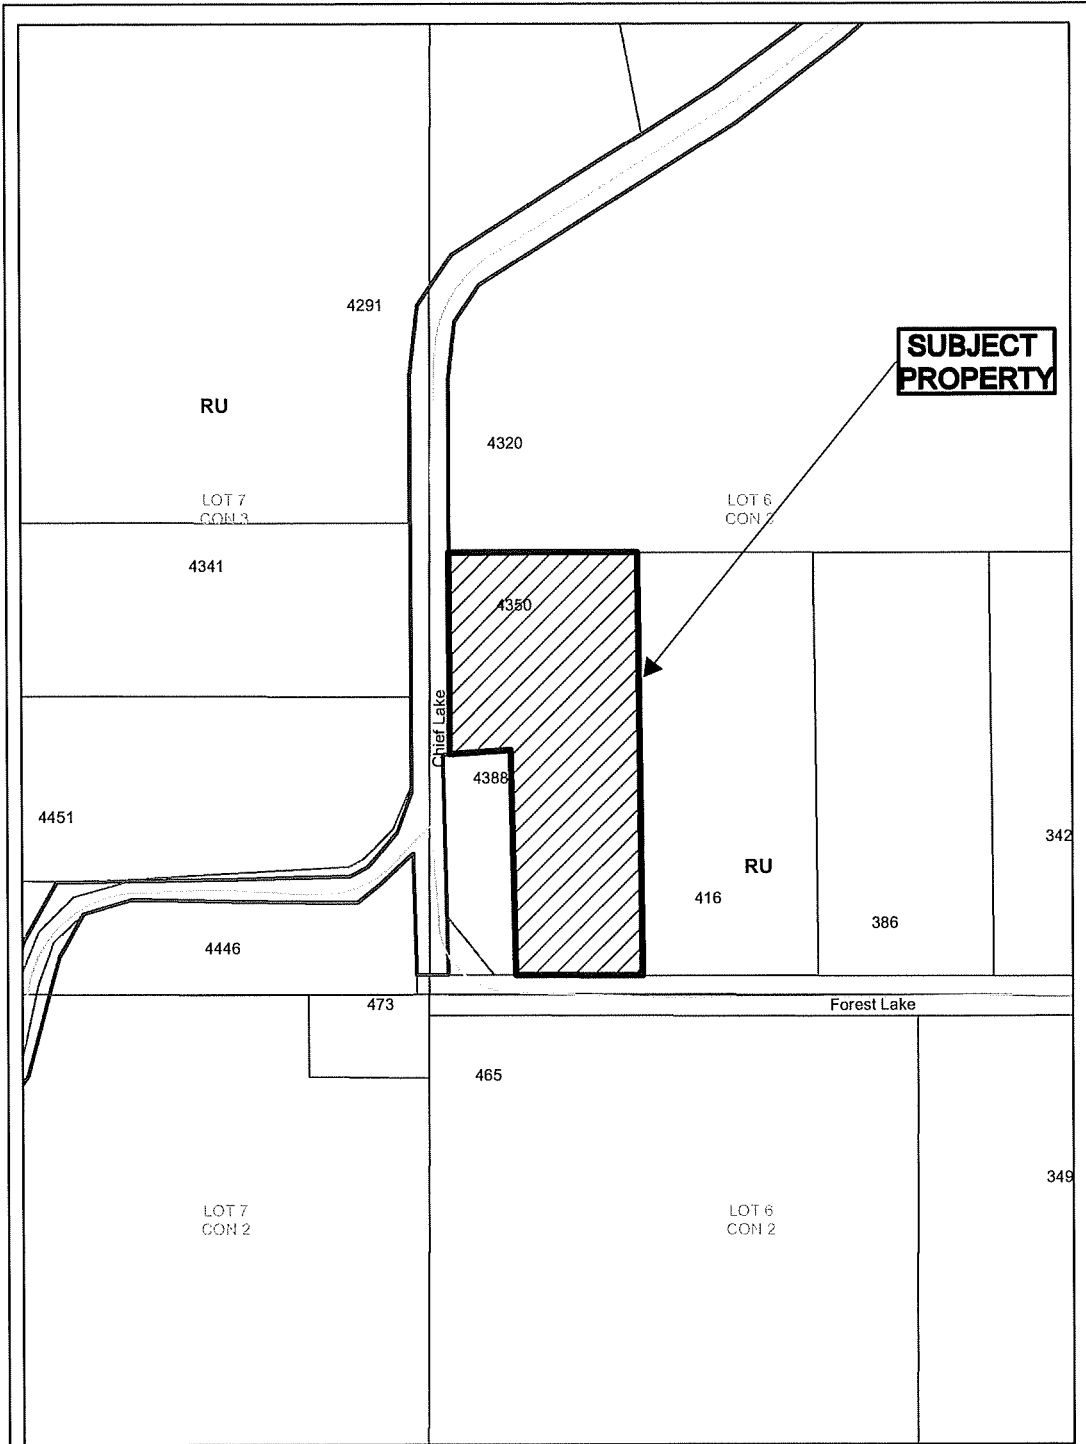 4291
SUBJECT
PROPERTY
RU
4320
LOT 7
CON 3
LOT 6
CON 3
4341
4350
Chief Lake
4388
4451
342
RU
416
386
4446
473
Forest Lake
465
349
LOT 7
CON 2
LOT 6
CON 2